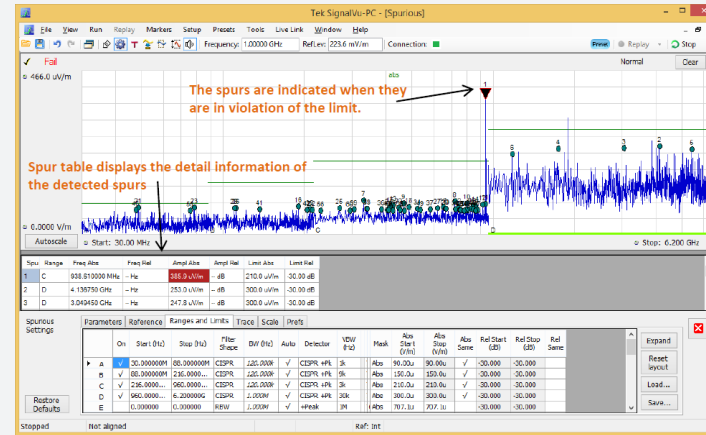 Tek SignalVu-PC - [Spurious]
File View Run Replay Markers Setup Presets Tools Live Link Window Help
Frequency: 1.00000 GHz RefLev: 223.6 mV/m Connection: Preset Replay Stop
Fail Normal Clear
466.0 uV/m
The spurs are indicated when they
are in violation of the limit.
Spur table displays the detail information of
the detected spurs
0.0000 V/m
C D
Autoscale Start: 30.00 MHz Stop: 6.200 GHz
Spu Range Freq Abs Freq Rel Ampl Abs Ampl Rel Limit Abs Limit Rel
1 C 938.610000 MHz -- Hz 385.9 uV/m -- dB 210.0 uV/m -30.00 dB
2 D 4.136750 GHz -- Hz 253.0 uV/m -- dB 300.0 uV/m -30.00 dB
3 D 3.049450 GHz -- Hz 247.8 uV/m -- dB 300.0 uV/m -30.00 dB
Spurious
Settings
Parameters Reference Ranges and Limits Trace Scale Prefs
On Start (Hz) Stop (Hz) Filter Shape BW (Hz) Auto Detector VBW (Hz) Mask Abs Start (V/m) Abs Stop (V/m) Abs Same Rel Start (dB) Rel Stop (dB) Rel Same
A √ 30.000000M 88.000000M CISPR 120.000k √ CISPR +Pk 1k Abs 90.00u 90.00u √ -30.000 -30.000
B √ 88.000000M 216.0000... CISPR 120.000k √ CISPR +Pk 9k Abs 150.0u 150.0u √ -30.000 -30.000
C √ 216.0000... 960.0000... CISPR 120.000k √ CISPR +Pk 3k Abs 210.0u 210.0u √ -30.000 -30.000
D √ 960.0000... 6.200000G CISPR 1.000M √ CISPR +Pk 30k Abs 300.0u 300.0u √ -30.000 -30.000
E 0.000000 0.000000 RBW 1.000M +Peak 1M Abs 707.1u 707.1u -30.000 -30.000
Expand
Reset
layout
Load...
Save...
Restore
Defaults
Stopped Not aligned Ref: Int